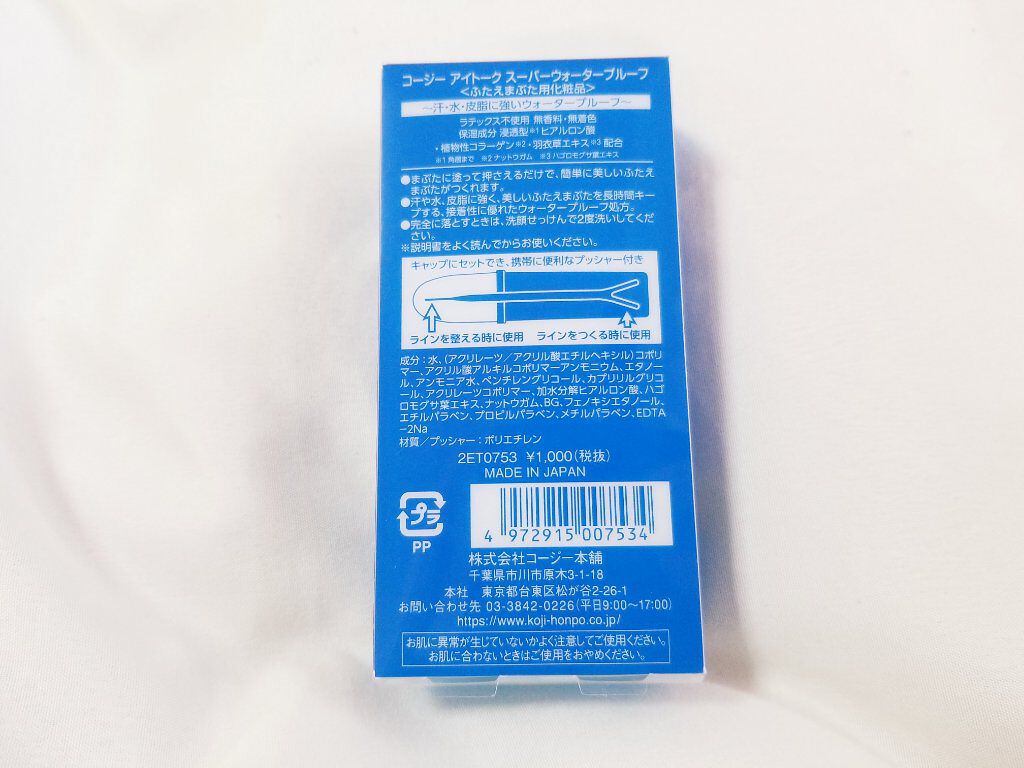 コージー アイトーク スーパーウォータープルーフ
<ふたえまぶた用化粧品>
～汗・水・皮脂に強いウォータープルーフ～
ラテックス不使用 無香料・無着色
保湿成分 浸透型※1ヒアルロン酸
・植物性コラーゲン※2・羽衣草エキス※3配合
※1 角層まで ※2 ナットウガム ※3 ハゴロモグサ葉エキス
●まぶたに塗って押さえるだけで、簡単に美しいふたえ
まぶたがつくれます。
●汗や水、皮脂に強く、美しいふたえまぶたを長時間キー
プする、接着性に優れたウォータープルーフ処方。
●完全に落とすときは、洗顔せっけんで2度洗いしてくだ
さい。
※説明書をよく読んでからお使いください。
キャップにセットでき、携帯に便利なプッシャー付き
ラインを整える時に使用 ラインをつくる時に使用
成分：水、（アクリレーツ／アクリル酸エチルヘキシル）コポリ
マー、アクリル酸アルキルコポリマーアンモニウム、エタノー
ル、アンモニア水、ペンチレングリコール、カプリリルグリコ
ール、アクリレーツコポリマー、加水分解ヒアルロン酸、ハゴ
ロモグサ葉エキス、ナットウガム、BG、フェノキシエタノール、
エチルパラベン、プロピルパラベン、メチルパラベン、EDTA
-2Na
材質／プッシャー：ポリエチレン
2ET0753 ¥1,000（税抜）
MADE IN JAPAN
プラ
PP
4 972915 007534
株式会社コージー本舗
千葉県市川市原木3-1-18
本社 東京都台東区松が谷2-26-1
お問い合わせ先 03-3842-0226（平日9:00～17:00）
https://www.koji-honpo.co.jp/
お肌に異常が生じていないかよく注意してご使用ください。
お肌に合わないときはご使用をおやめください。